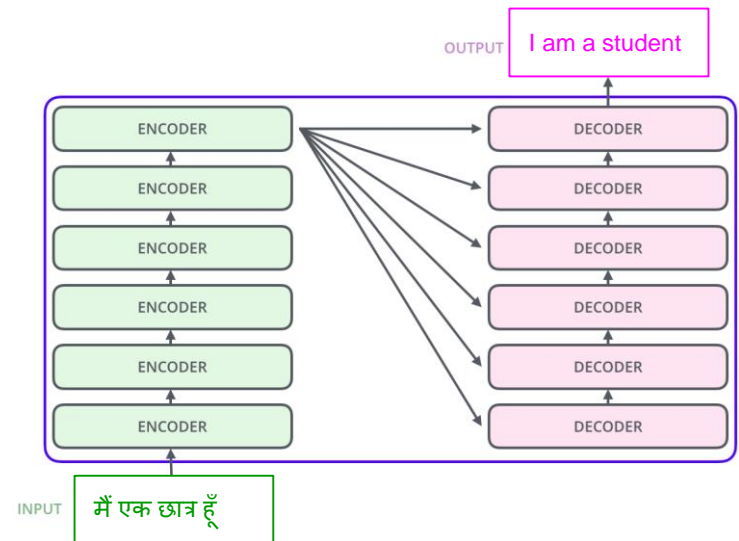 OUTPUT
I am a student
ENCODER
ENCODER
ENCODER
ENCODER
ENCODER
ENCODER
DECODER
DECODER
DECODER
DECODER
DECODER
DECODER
INPUT
मैं एक छात्र हूँ